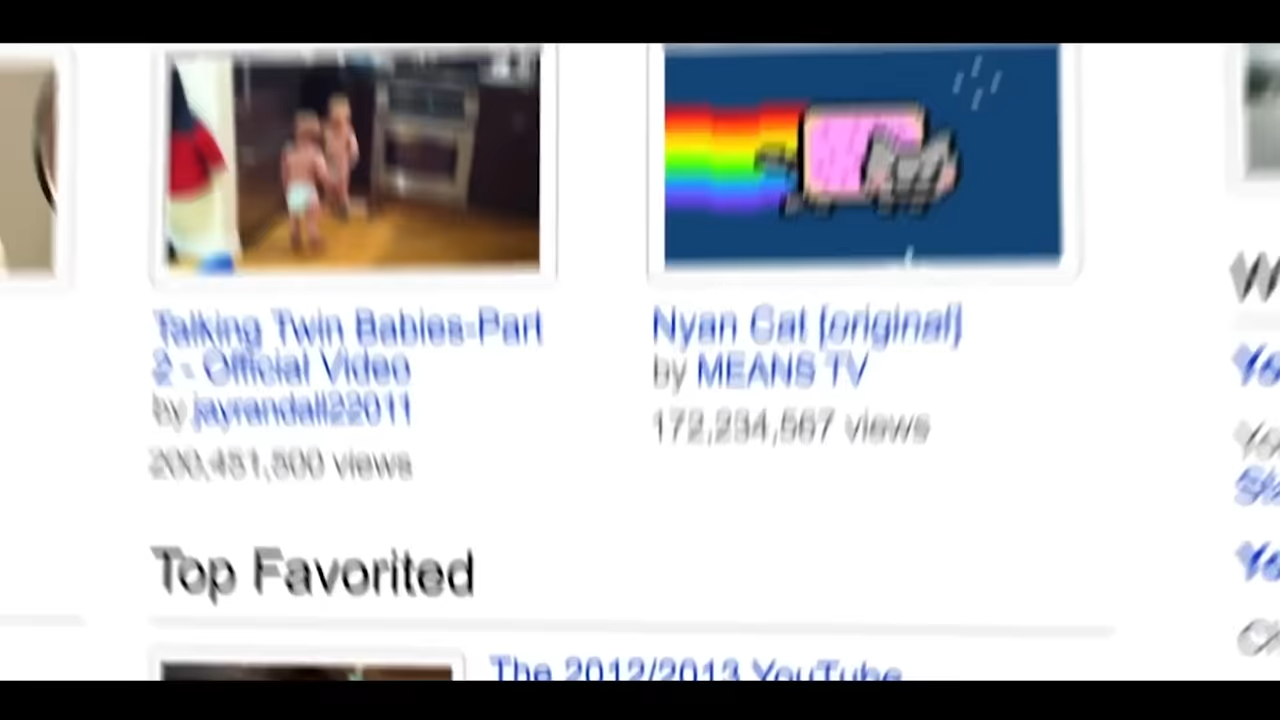 Talking Twin Babies-Part
2 - Official Video
by jayrandall22011
200,451,500 views
Nyan Cat [original]
by MEANS TV
172,234,567 views
Top Favorited
The 2012/2013 YouTube